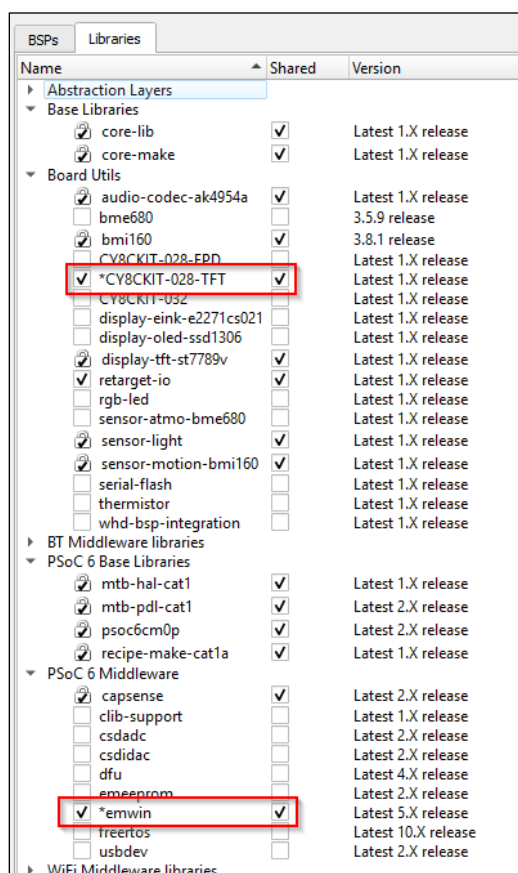 BSPs Libraries
Name Shared Version
Abstraction Layers
Base Libraries
core-lib Latest 1.X release
core-make Latest 1.X release
Board Utils
audio-codec-ak4954a Latest 1.X release
bme680 3.5.9 release
bmi160 3.8.1 release
CY8CKIT-028-EPD Latest 1.X release
*CY8CKIT-028-TFT Latest 1.X release
CY8CKIT-032 Latest 1.X release
display-eink-e2271cs021 Latest 1.X release
display-oled-ssd1306 Latest 1.X release
display-tft-st7789v Latest 1.X release
retarget-io Latest 1.X release
rgb-led Latest 1.X release
sensor-atmo-bme680 Latest 1.X release
sensor-light Latest 1.X release
sensor-motion-bmi160 Latest 1.X release
serial-flash Latest 1.X release
thermistor Latest 1.X release
whd-bsp-integration Latest 1.X release
BT Middleware libraries
PSoC 6 Base Libraries
mtb-hal-cat1 Latest 1.X release
mtb-pdl-cat1 Latest 2.X release
psoc6cm0p Latest 2.X release
recipe-make-cat1a Latest 1.X release
PSoC 6 Middleware
capsense Latest 2.X release
clib-support Latest 1.X release
csdadc Latest 2.X release
csdidac Latest 2.X release
dfu Latest 4.X release
emeeprom Latest 2.X release
*emwin Latest 5.X release
freertos Latest 10.X release
usbdev Latest 2.X release
WiFi Middleware libraries